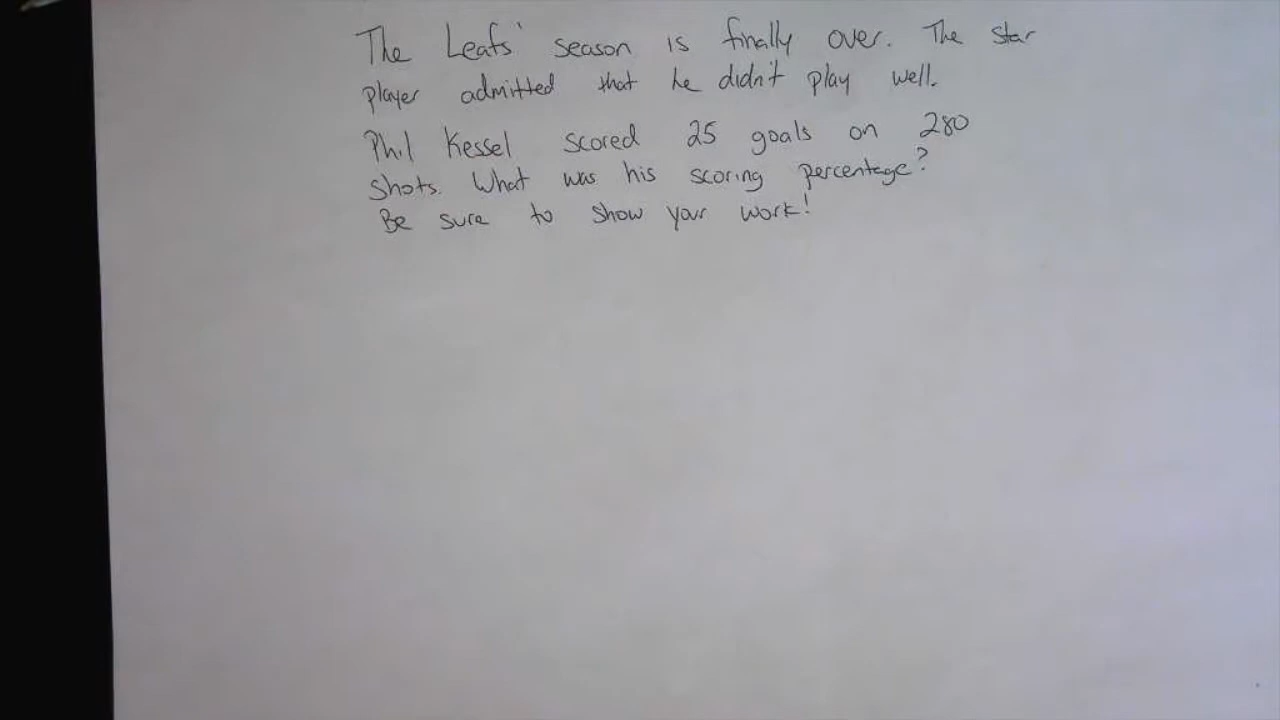 The Leafs' season is finally over. The star
player admitted that he didn't play well.
Phil Kessel scored 25 goals on 280
shots. What was his scoring percentage?
Be sure to show your work!